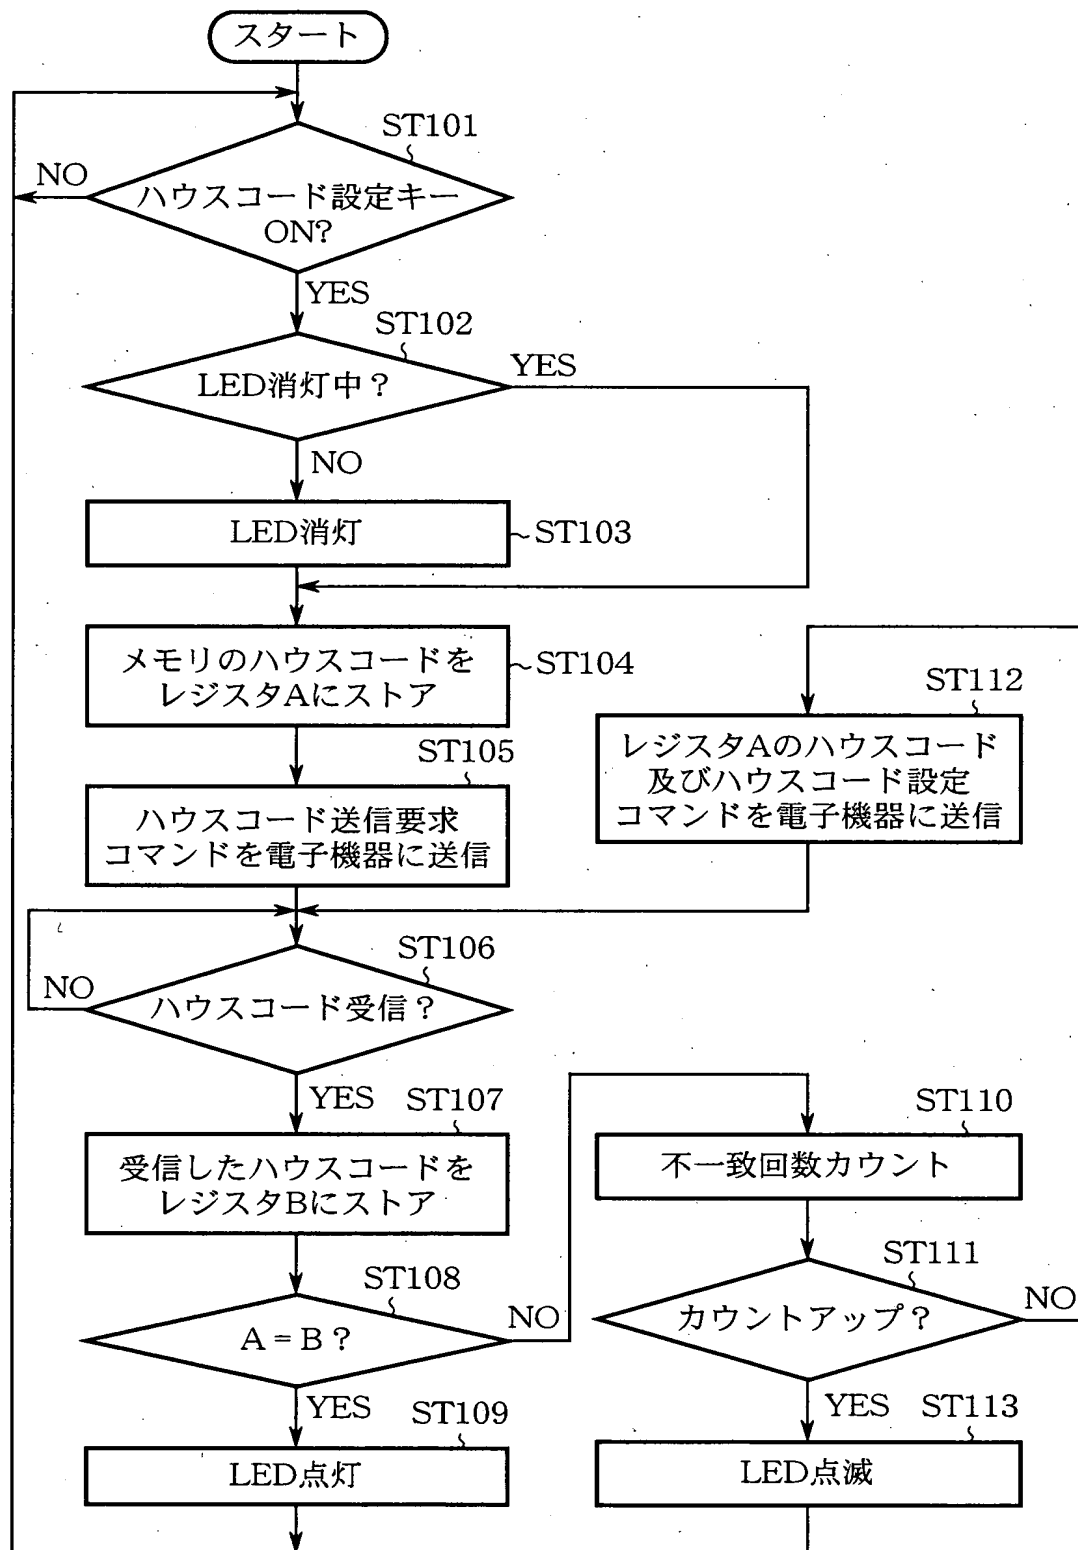 スタート
ST101
NO
ハウスコード設定キー
ON?
YES
ST102
YES
LED消灯中？
NO
LED消灯
ST103
メモリのハウスコードを
レジスタAにストア
ST104
ST105
ハウスコード送信要求
コマンドを電子機器に送信
ST112
レジスタAのハウスコード
及びハウスコード設定
コマンドを電子機器に送信
ST106
NO
ハウスコード受信？
YES
ST107
受信したハウスコードを
レジスタBにストア
ST108
NO
A = B？
YES
ST109
LED点灯
ST110
不一致回数カウント
ST111
NO
カウントアップ？
YES
ST113
LED点滅